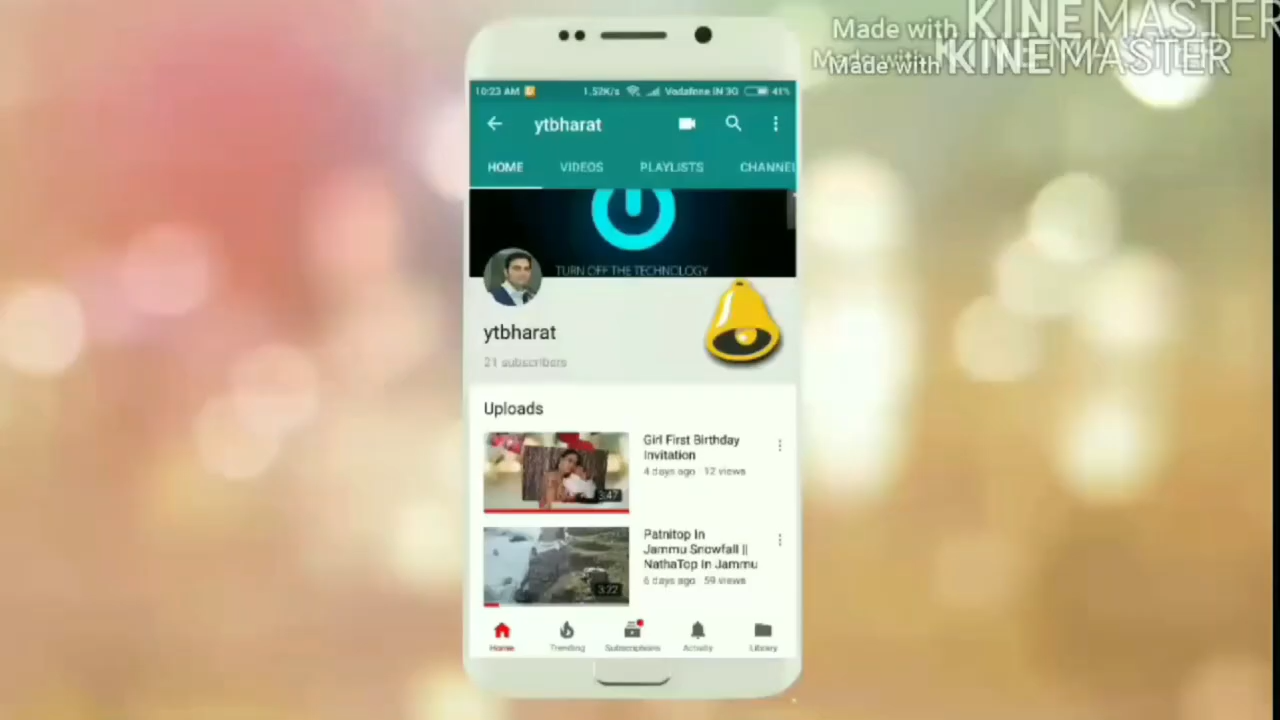 Made with KINEMASTER
Made with KINEMASTER
10:23 AM 1.52K/s Vodafone IN 3G 41%
ytbharat
HOME VIDEOS PLAYLISTS CHANNEL
TURN OFF THE TECHNOLOGY
ytbharat
21 subscribers
Uploads
Girl First Birthday
Invitation
4 days ago 12 views
3:47
Patnitop In
Jammu Snowfall ||
NathaTop In Jammu
6 days ago 59 views
3:22
Home Trending Subscriptions Activity Library